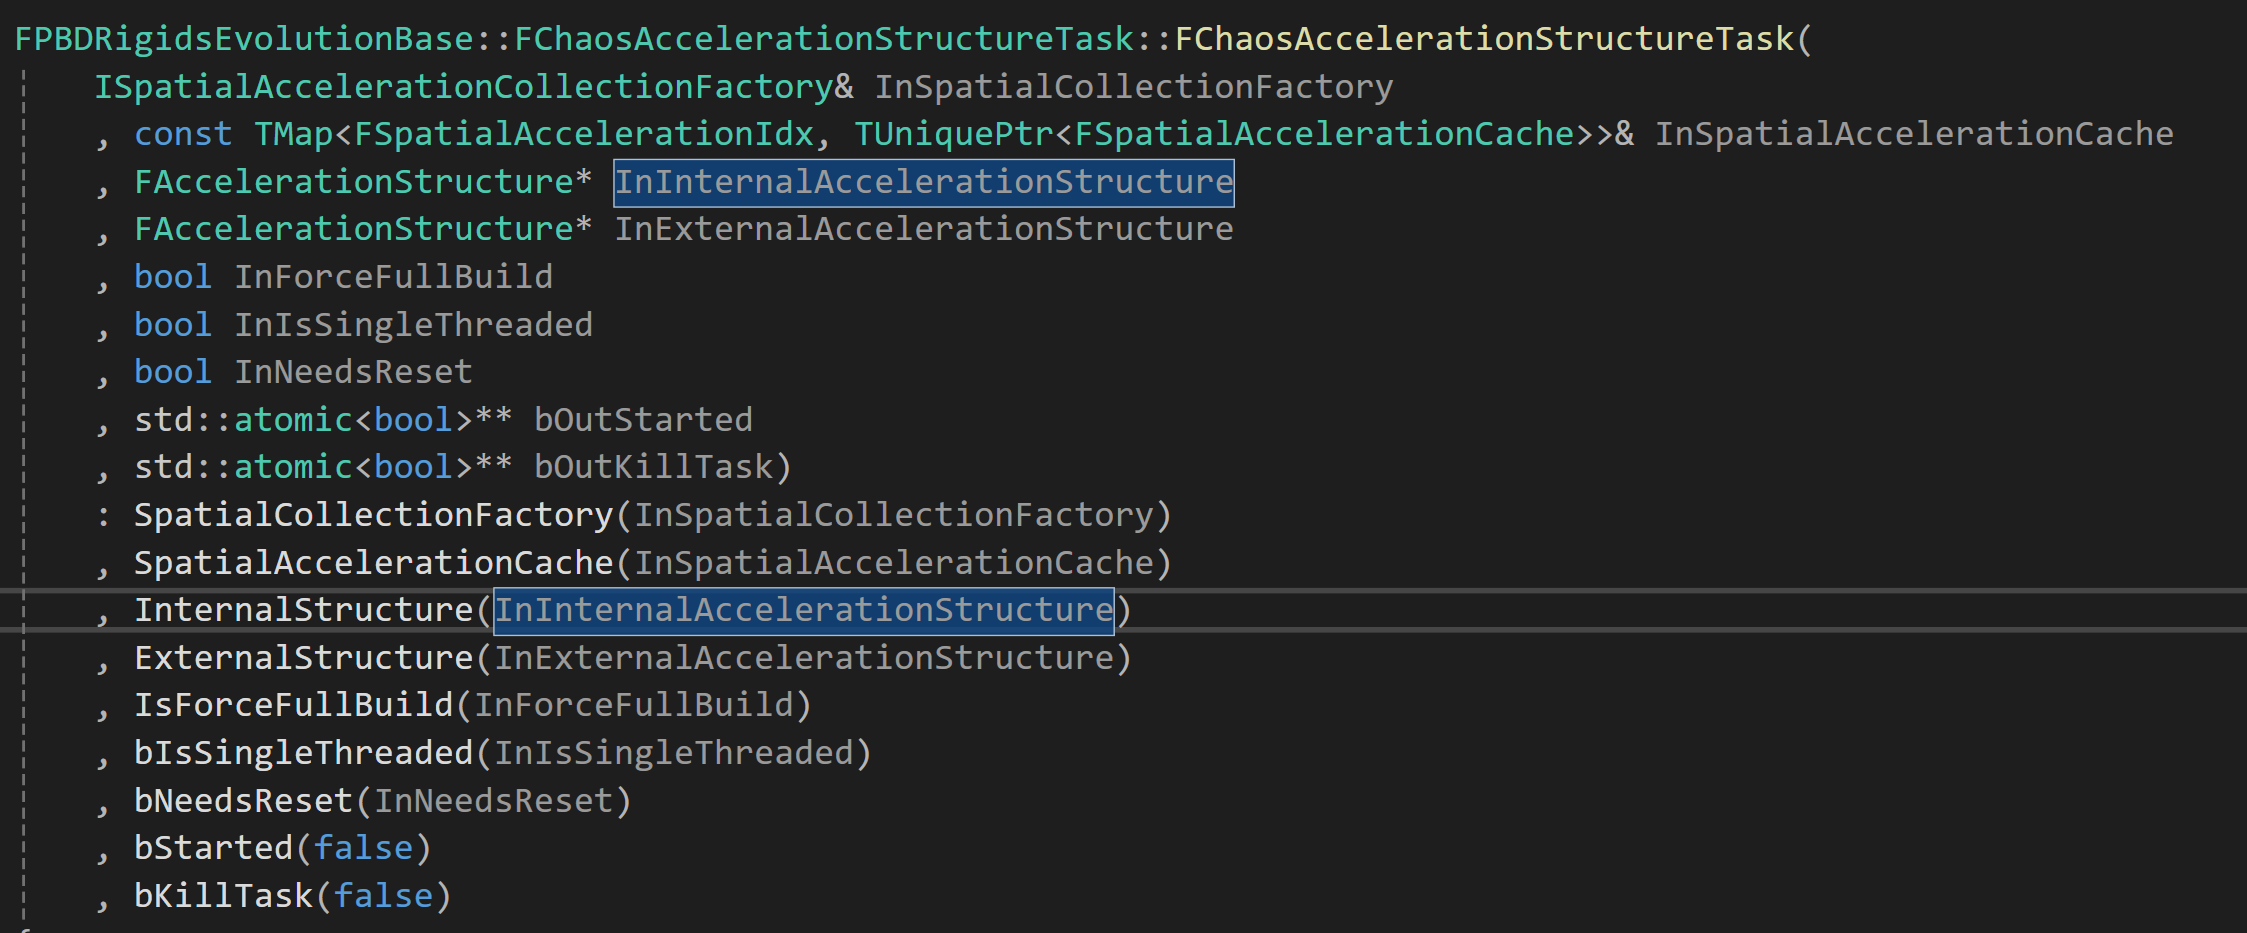 FPBDRigidsEvolutionBase::FChaosAccelerationStructureTask::FChaosAccelerationStructureTask(
ISpatialAccelerationCollectionFactory& InSpatialCollectionFactory
, const TMap<FSpatialAccelerationIdx, TUniquePtr<FSpatialAccelerationCache>>& InSpatialAccelerationCache
, FAccelerationStructure* InInternalAccelerationStructure
, FAccelerationStructure* InExternalAccelerationStructure
, bool InForceFullBuild
, bool InIsSingleThreaded
, bool InNeedsReset
, std::atomic<bool>** bOutStarted
, std::atomic<bool>** bOutKillTask)
: SpatialCollectionFactory(InSpatialCollectionFactory)
, SpatialAccelerationCache(InSpatialAccelerationCache)
, InternalStructure(InInternalAccelerationStructure)
, ExternalStructure(InExternalAccelerationStructure)
, IsForceFullBuild(InForceFullBuild)
, bIsSingleThreaded(InIsSingleThreaded)
, bNeedsReset(InNeedsReset)
, bStarted(false)
, bKillTask(false)